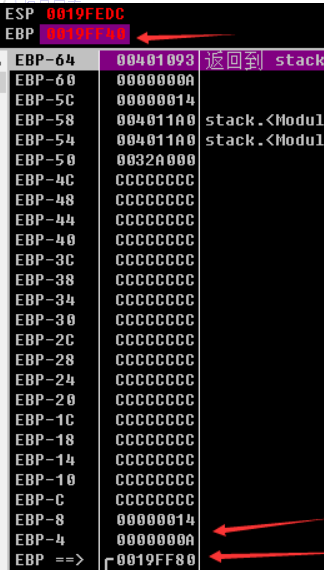 ESP 0019FEDC
EBP 0019FF40
EBP-64 00401093 返回到 stack
EBP-60 0000000A
EBP-5C 00000014
EBP-58 004011A0 stack.<Modul
EBP-54 004011A0 stack.<Modul
EBP-50 0032A000
EBP-4C CCCCCCCC
EBP-48 CCCCCCCC
EBP-44 CCCCCCCC
EBP-40 CCCCCCCC
EBP-3C CCCCCCCC
EBP-38 CCCCCCCC
EBP-34 CCCCCCCC
EBP-30 CCCCCCCC
EBP-2C CCCCCCCC
EBP-28 CCCCCCCC
EBP-24 CCCCCCCC
EBP-20 CCCCCCCC
EBP-1C CCCCCCCC
EBP-18 CCCCCCCC
EBP-14 CCCCCCCC
EBP-10 CCCCCCCC
EBP-C CCCCCCCC
EBP-8 00000014
EBP-4 0000000A
EBP ==> 0019FF80